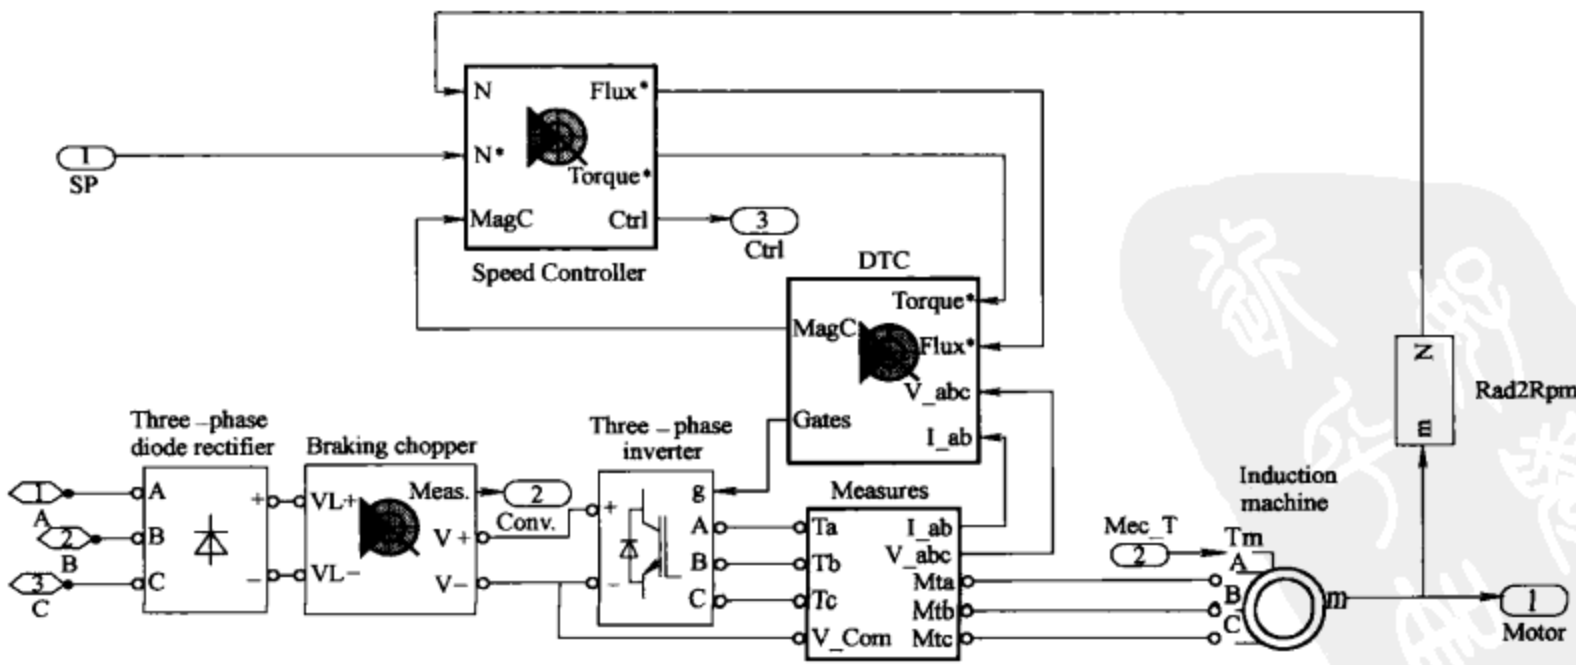 N
Flux*
1
SP
N*
Torque*
MagC
Ctrl
3
Ctrl
Speed Controller
DTC
Torque*
MagC
Flux*
V_abc
Gates
I_ab
N
m
Rad2Rpm
Three –phase
diode rectifier
Braking chopper
Three – phase
inverter
Measures
Induction
machine
1
A
A
+
VL+
Meas.
2
Conv.
+
g
A
Ta
I_ab
Mec_T
2
Tm
2
B
B
V+
B
Tb
V_abc
A
3
C
C
–
VL–
V–
–
C
Tc
Mta
B
Mtb
C
m
1
Motor
V_Com
Mtc